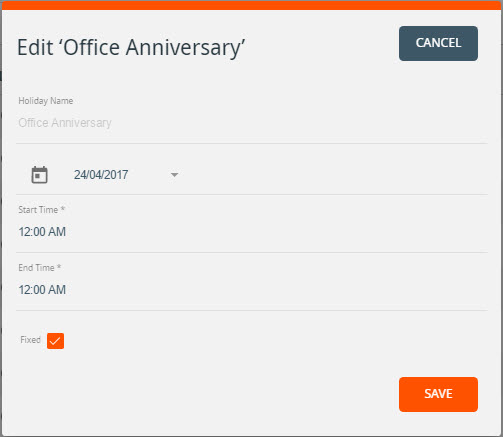 Edit ‘Office Anniversary’
CANCEL
Holiday Name
Office Anniversary
24/04/2017
Start Time *
12:00 AM
End Time *
12:00 AM
Fixed
SAVE